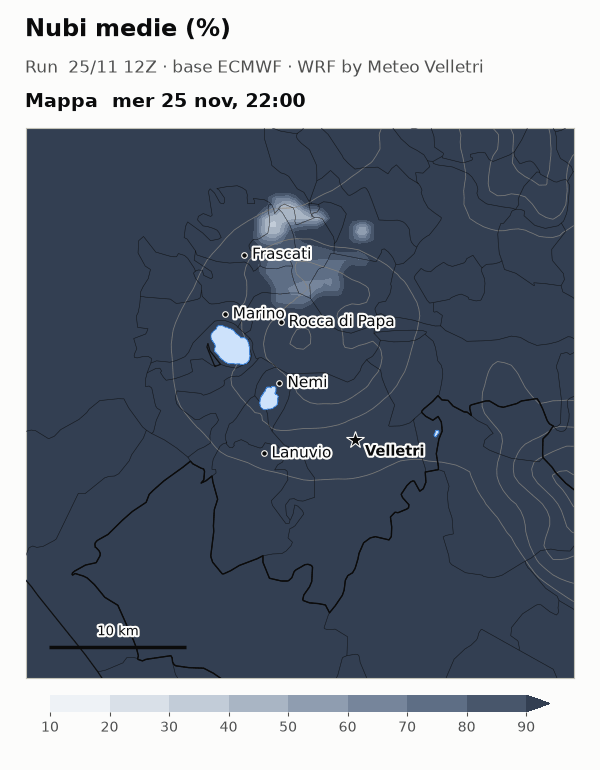 Nubi medie (%)
Run  25/11 12Z · base ECMWF · WRF by Meteo Velletri
Mappa  mer 25 nov, 22:00
Frascati
Marino
Rocca di Papa
Nemi
Velletri
Lanuvio
10 km
10 20 30 40 50 60 70 80 90